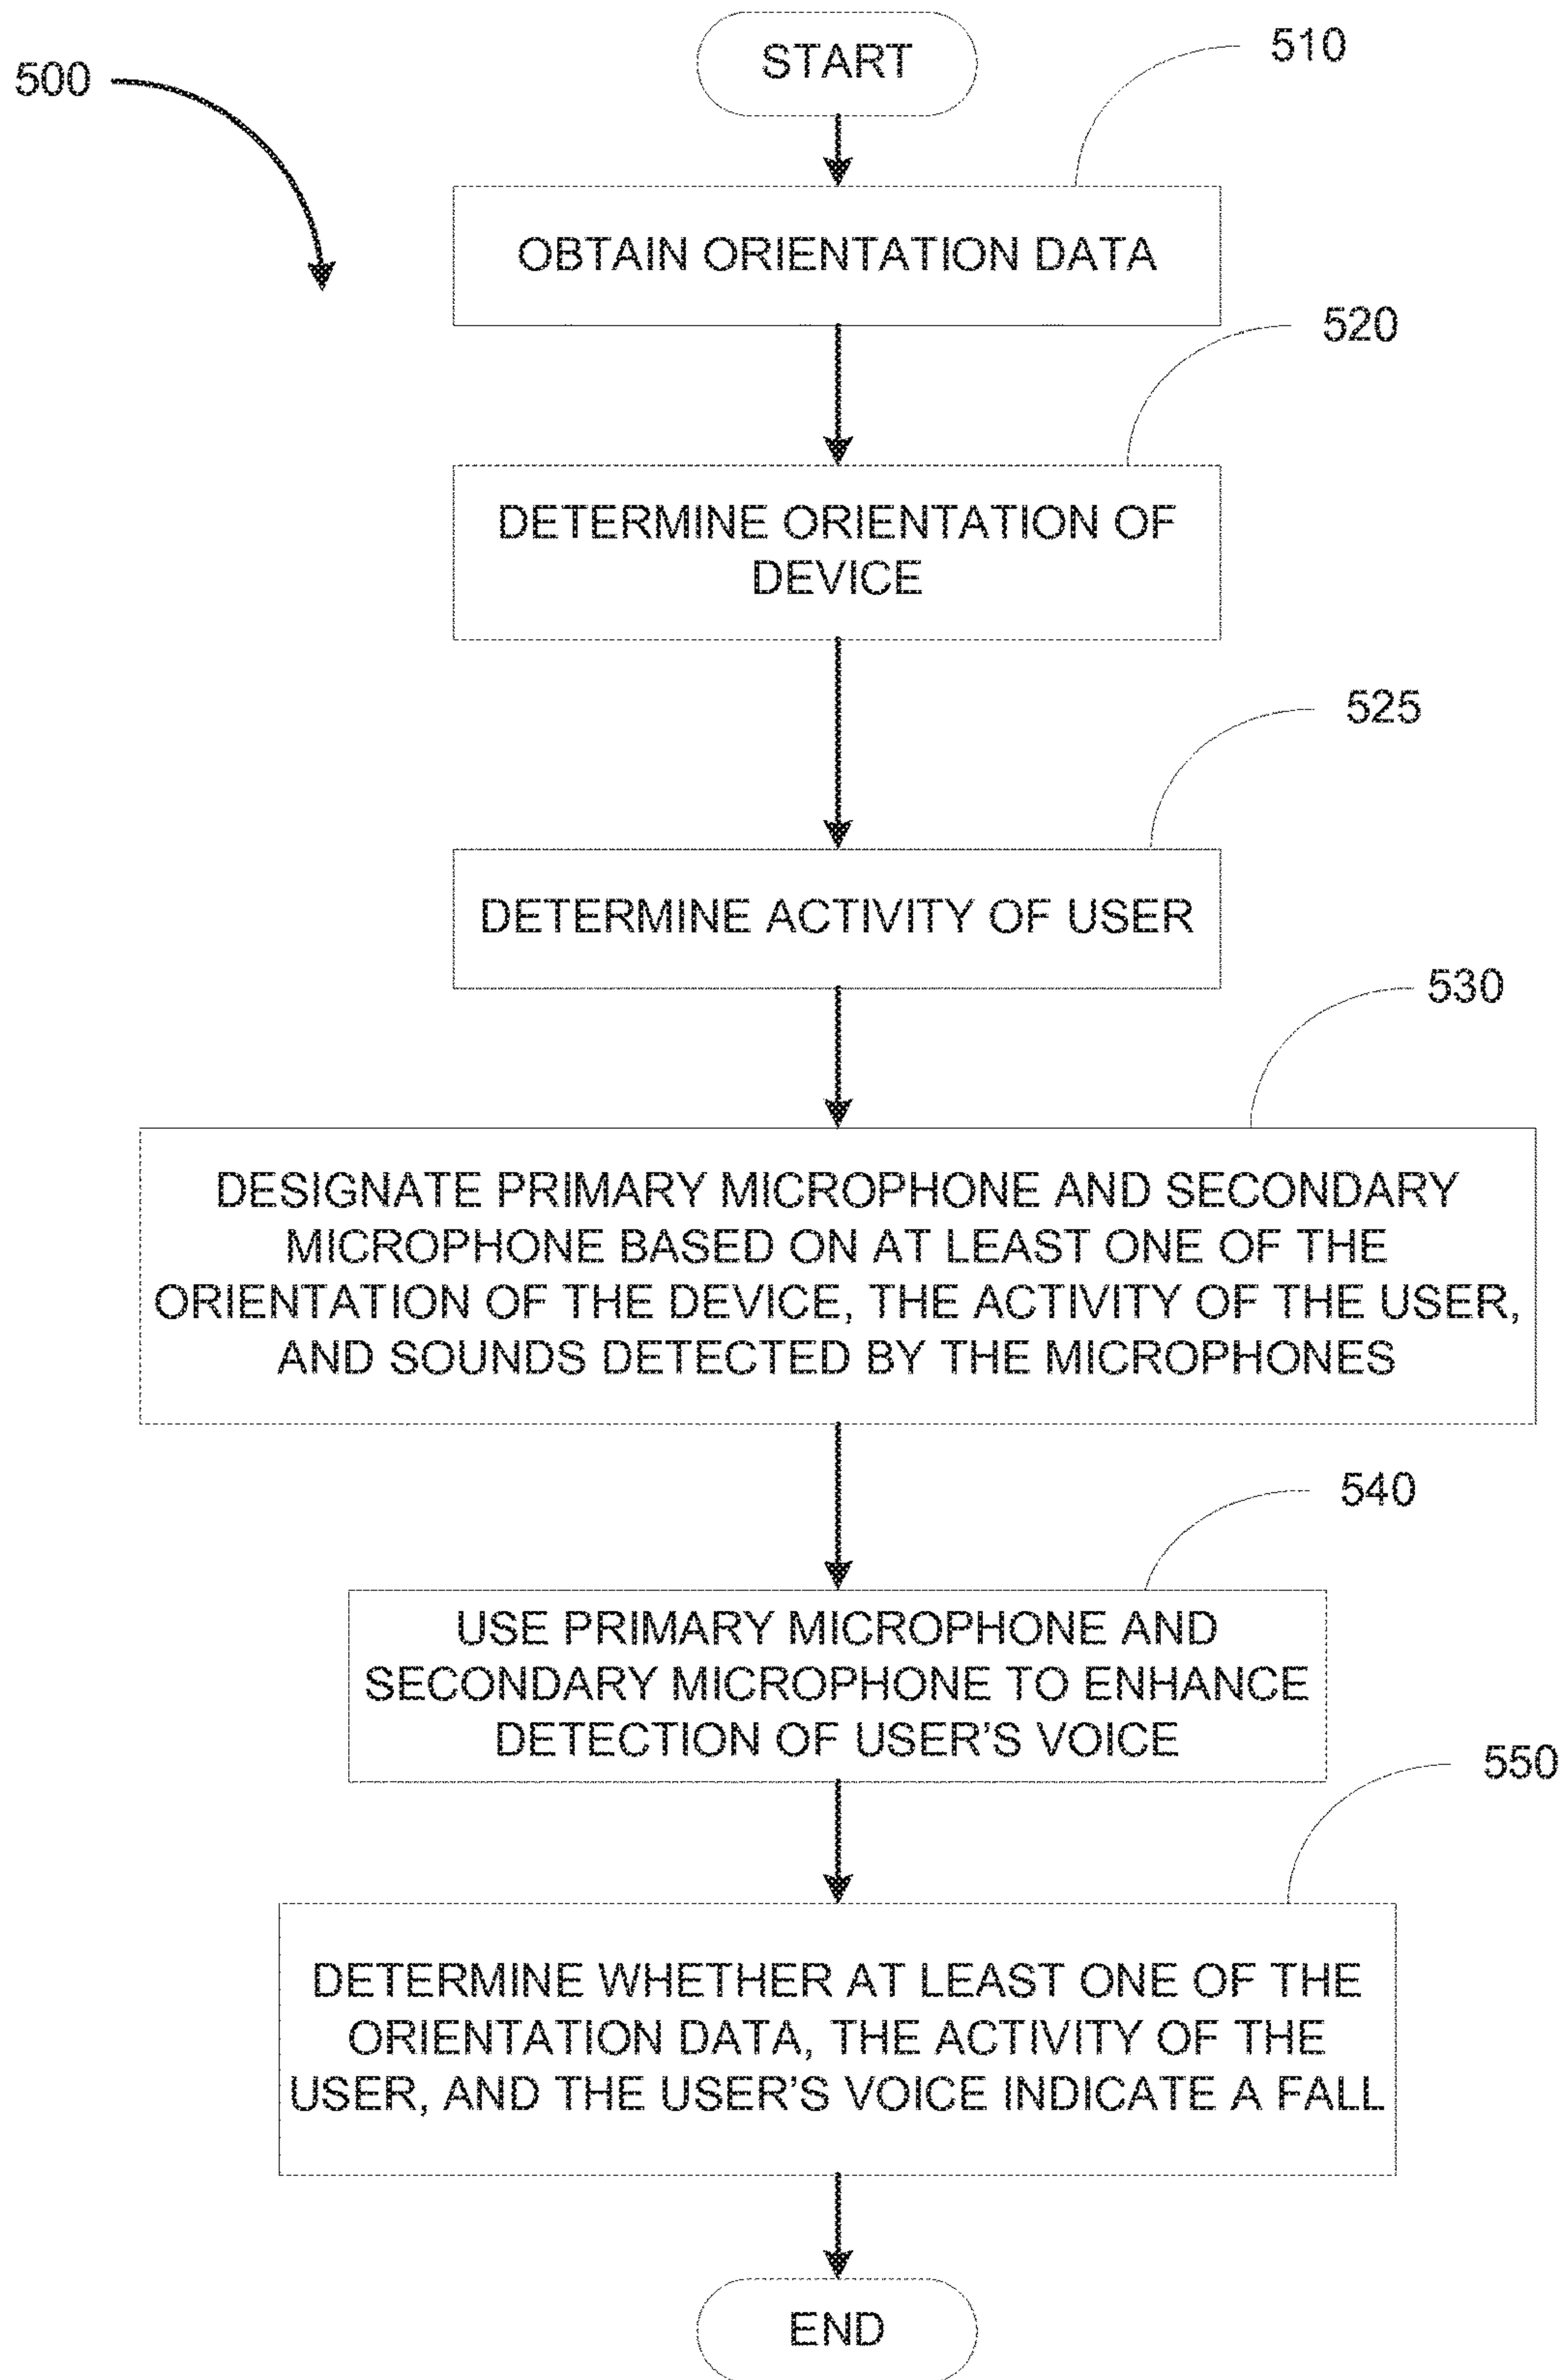 500
START
510
OBTAIN ORIENTATION DATA
520
DETERMINE ORIENTATION OF
DEVICE
525
DETERMINE ACTIVITY OF USER
530
DESIGNATE PRIMARY MICROPHONE AND SECONDARY
MICROPHONE BASED ON AT LEAST ONE OF THE
ORIENTATION OF THE DEVICE, THE ACTIVITY OF THE USER,
AND SOUNDS DETECTED BY THE MICROPHONES
540
USE PRIMARY MICROPHONE AND
SECONDARY MICROPHONE TO ENHANCE
DETECTION OF USER'S VOICE
550
DETERMINE WHETHER AT LEAST ONE OF THE
ORIENTATION DATA, THE ACTIVITY OF THE
USER, AND THE USER'S VOICE INDICATE A FALL
END